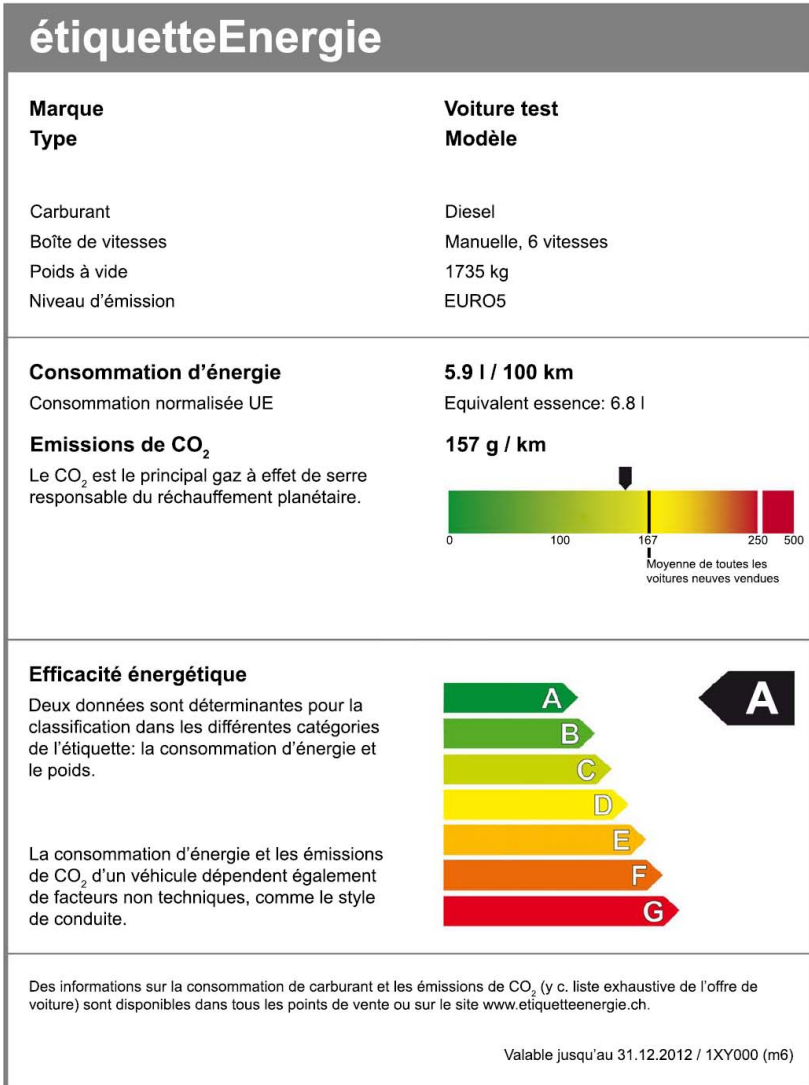 étiquetteEnergie
Marque Voiture test
Type Modèle
Carburant Diesel
Boîte de vitesses Manuelle, 6 vitesses
Poids à vide 1735 kg
Niveau d'émission EURO5
Consommation d'énergie 5.9 l / 100 km
Consommation normalisée UE Equivalent essence: 6.8 l
Emissions de CO₂ 157 g / km
Le CO₂ est le principal gaz à effet de serre
responsable du réchauffement planétaire.
0 100 167 250 500
Moyenne de toutes les
voitures neuves vendues
Efficacité énergétique
Deux données sont déterminantes pour la
classification dans les différentes catégories
de l'étiquette: la consommation d'énergie et
le poids.
La consommation d'énergie et les émissions
de CO₂ d'un véhicule dépendent également
de facteurs non techniques, comme le style
de conduite.
A A
B
C
D
E
F
G
Des informations sur la consommation de carburant et les émissions de CO₂ (y c. liste exhaustive de l'offre de
voiture) sont disponibles dans tous les points de vente ou sur le site www.etiquetteenergie.ch.
Valable jusqu'au 31.12.2012 / 1XY000 (m6)